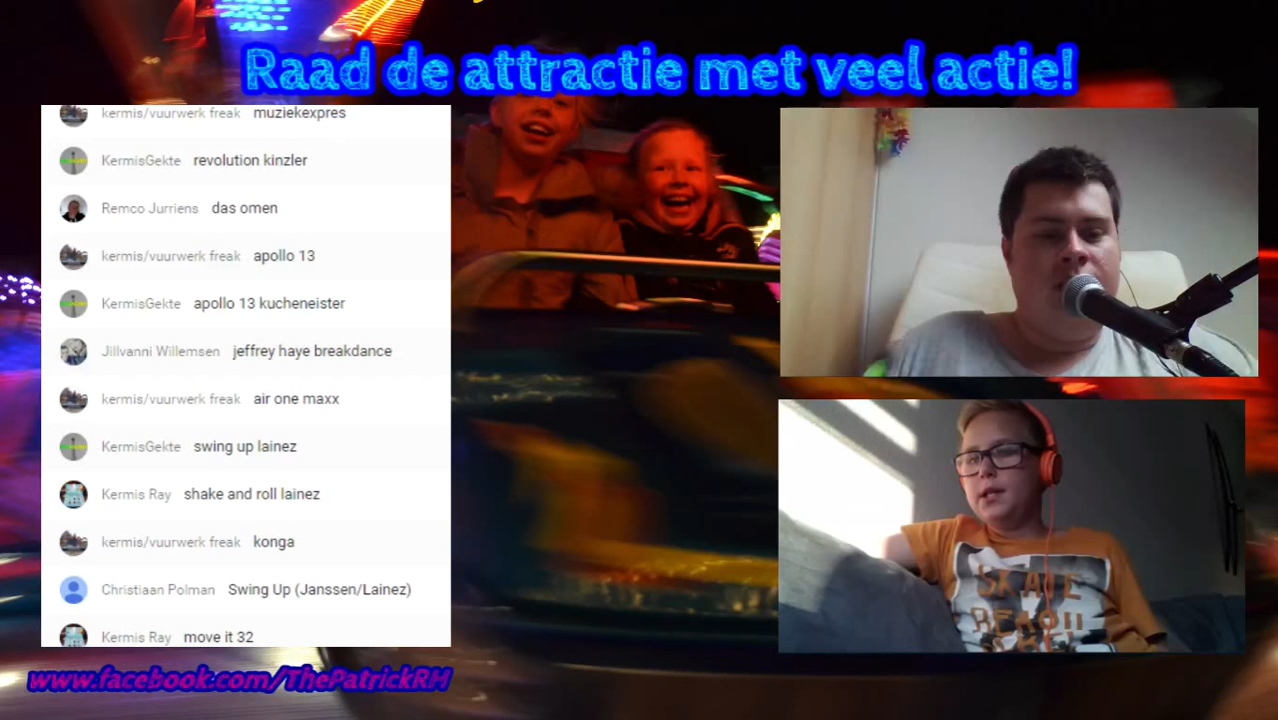 Raad de attractie met veel actie!
kermis/vuurwerk freak muziekexpres
KermisGekte revolution kinzler
Remco Jurriens das omen
kermis/vuurwerk freak apollo 13
KermisGekte apollo 13 kucheneister
Jillvanni Willemsen jeffrey haye breakdance
kermis/vuurwerk freak air one maxx
KermisGekte swing up lainez
Kermis Ray shake and roll lainez
kermis/vuurwerk freak konga
Christiaan Polman Swing Up (Janssen/Lainez)
Kermis Ray move it 32
www.facebook.com/ThePatrickRH
SKATE
BEACH